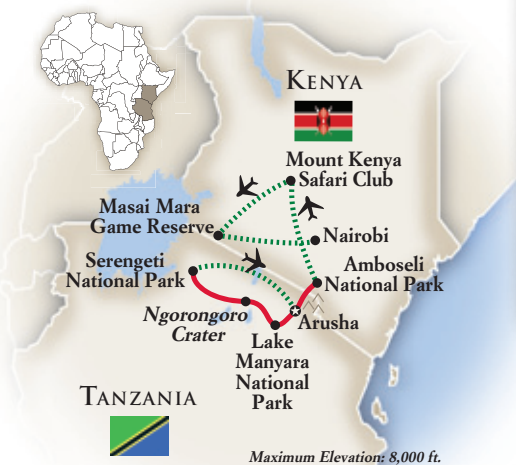 KENYA
Mount Kenya
Safari Club
Masai Mara
Game Reserve
Nairobi
Serengeti
National Park
Amboseli
National Park
Ngorongoro
Crater
Arusha
Lake
Manyara
National
Park
TANZANIA
Maximum Elevation: 8,000 ft.